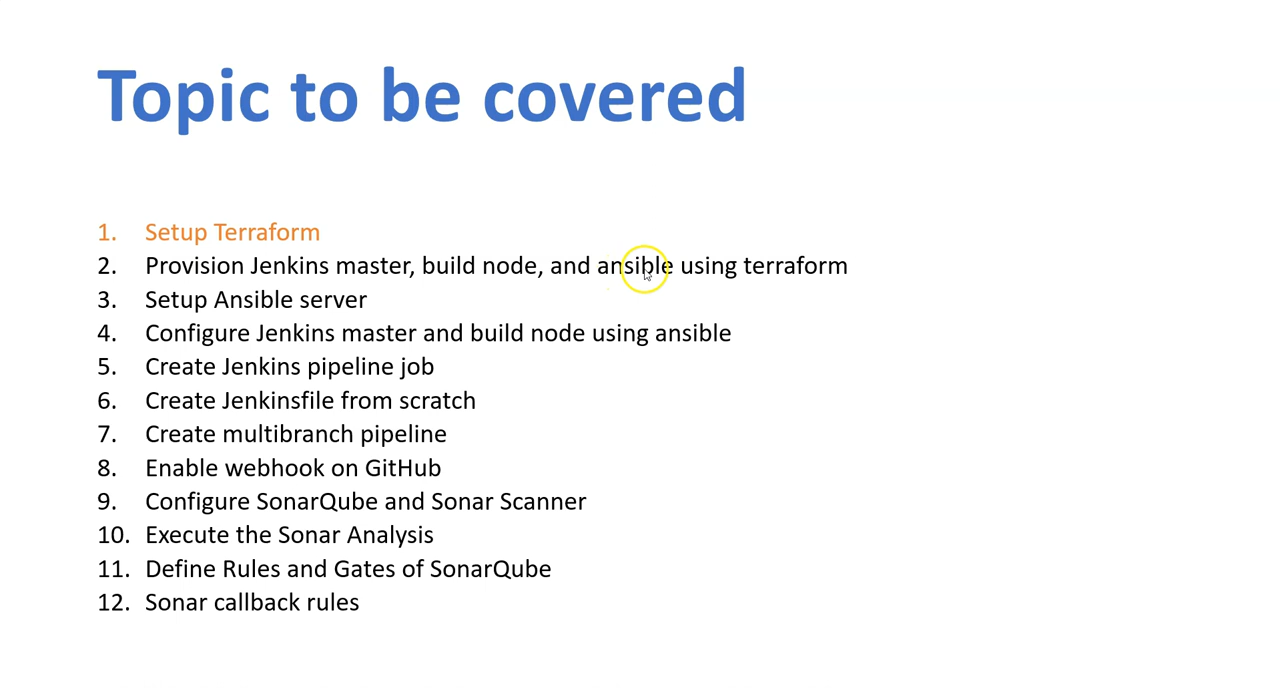 Topic to be covered
1. Setup Terraform
2. Provision Jenkins master, build node, and ansible using terraform
3. Setup Ansible server
4. Configure Jenkins master and build node using ansible
5. Create Jenkins pipeline job
6. Create Jenkinsfile from scratch
7. Create multibranch pipeline
8. Enable webhook on GitHub
9. Configure SonarQube and Sonar Scanner
10. Execute the Sonar Analysis
11. Define Rules and Gates of SonarQube
12. Sonar callback rules